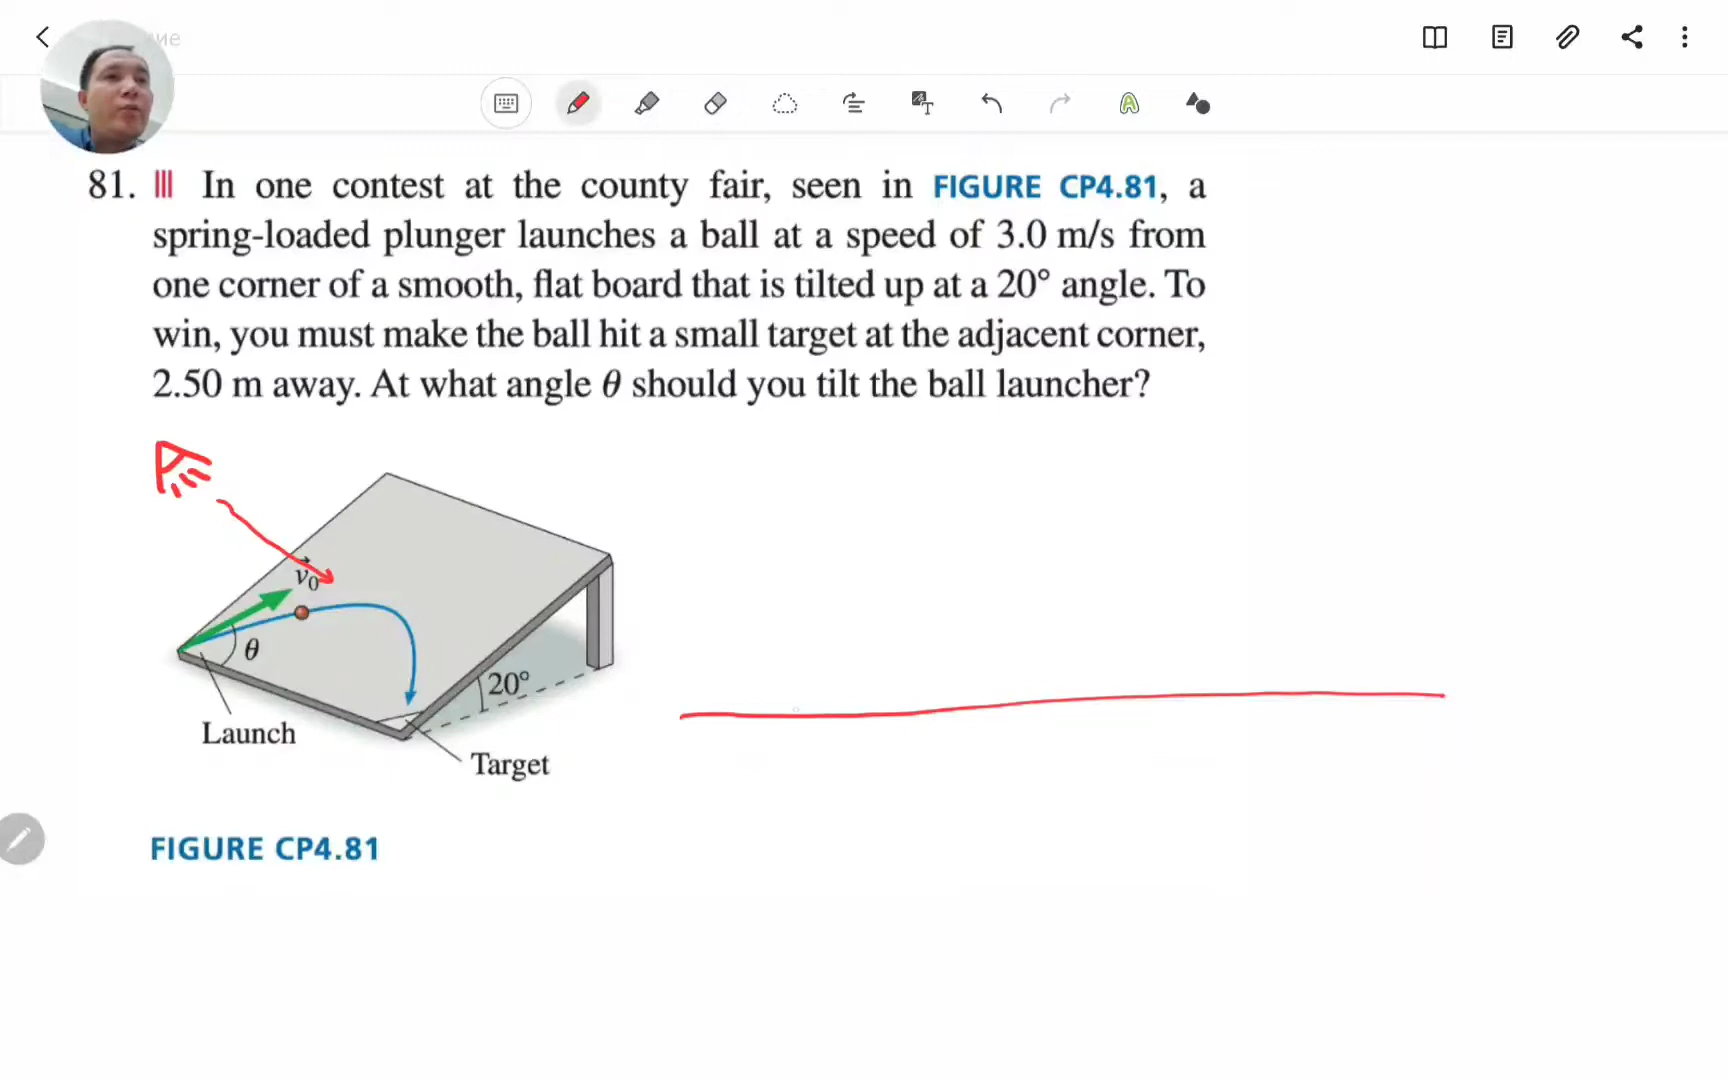 81. ||| In one contest at the county fair, seen in FIGURE CP4.81, a
spring-loaded plunger launches a ball at a speed of 3.0 m/s from
one corner of a smooth, flat board that is tilted up at a 20° angle. To
win, you must make the ball hit a small target at the adjacent corner,
2.50 m away. At what angle θ should you tilt the ball launcher?
v⃗₀
θ
20°
Launch
Target
FIGURE CP4.81